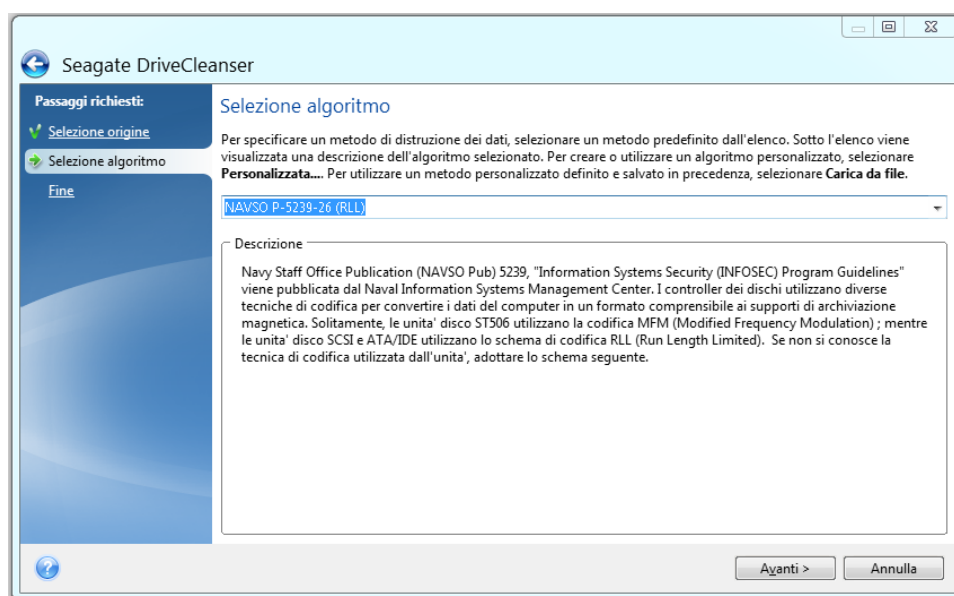 Seagate DriveCleanser
Passaggi richiesti:
Selezione origine
Selezione algoritmo
Fine
Selezione algoritmo
Per specificare un metodo di distruzione dei dati, selezionare un metodo predefinito dall'elenco. Sotto l'elenco viene
visualizzata una descrizione dell'algoritmo selezionato. Per creare o utilizzare un algoritmo personalizzato, selezionare
Personalizzata.... Per utilizzare un metodo personalizzato definito e salvato in precedenza, selezionare Carica da file.
NAVSO P-5239-26 (RLL)
Descrizione
Navy Staff Office Publication (NAVSO Pub) 5239, "Information Systems Security (INFOSEC) Program Guidelines"
viene pubblicata dal Naval Information Systems Management Center. I controller dei dischi utilizzano diverse
tecniche di codifica per convertire i dati del computer in un formato comprensibile ai supporti di archiviazione
magnetica. Solitamente, le unita' disco ST506 utilizzano la codifica MFM (Modified Frequency Modulation) ; mentre
le unita' disco SCSI e ATA/IDE utilizzano lo schema di codifica RLL (Run Length Limited).  Se non si conosce la
tecnica di codifica utilizzata dall'unita', adottare lo schema seguente.
Avanti >
Annulla